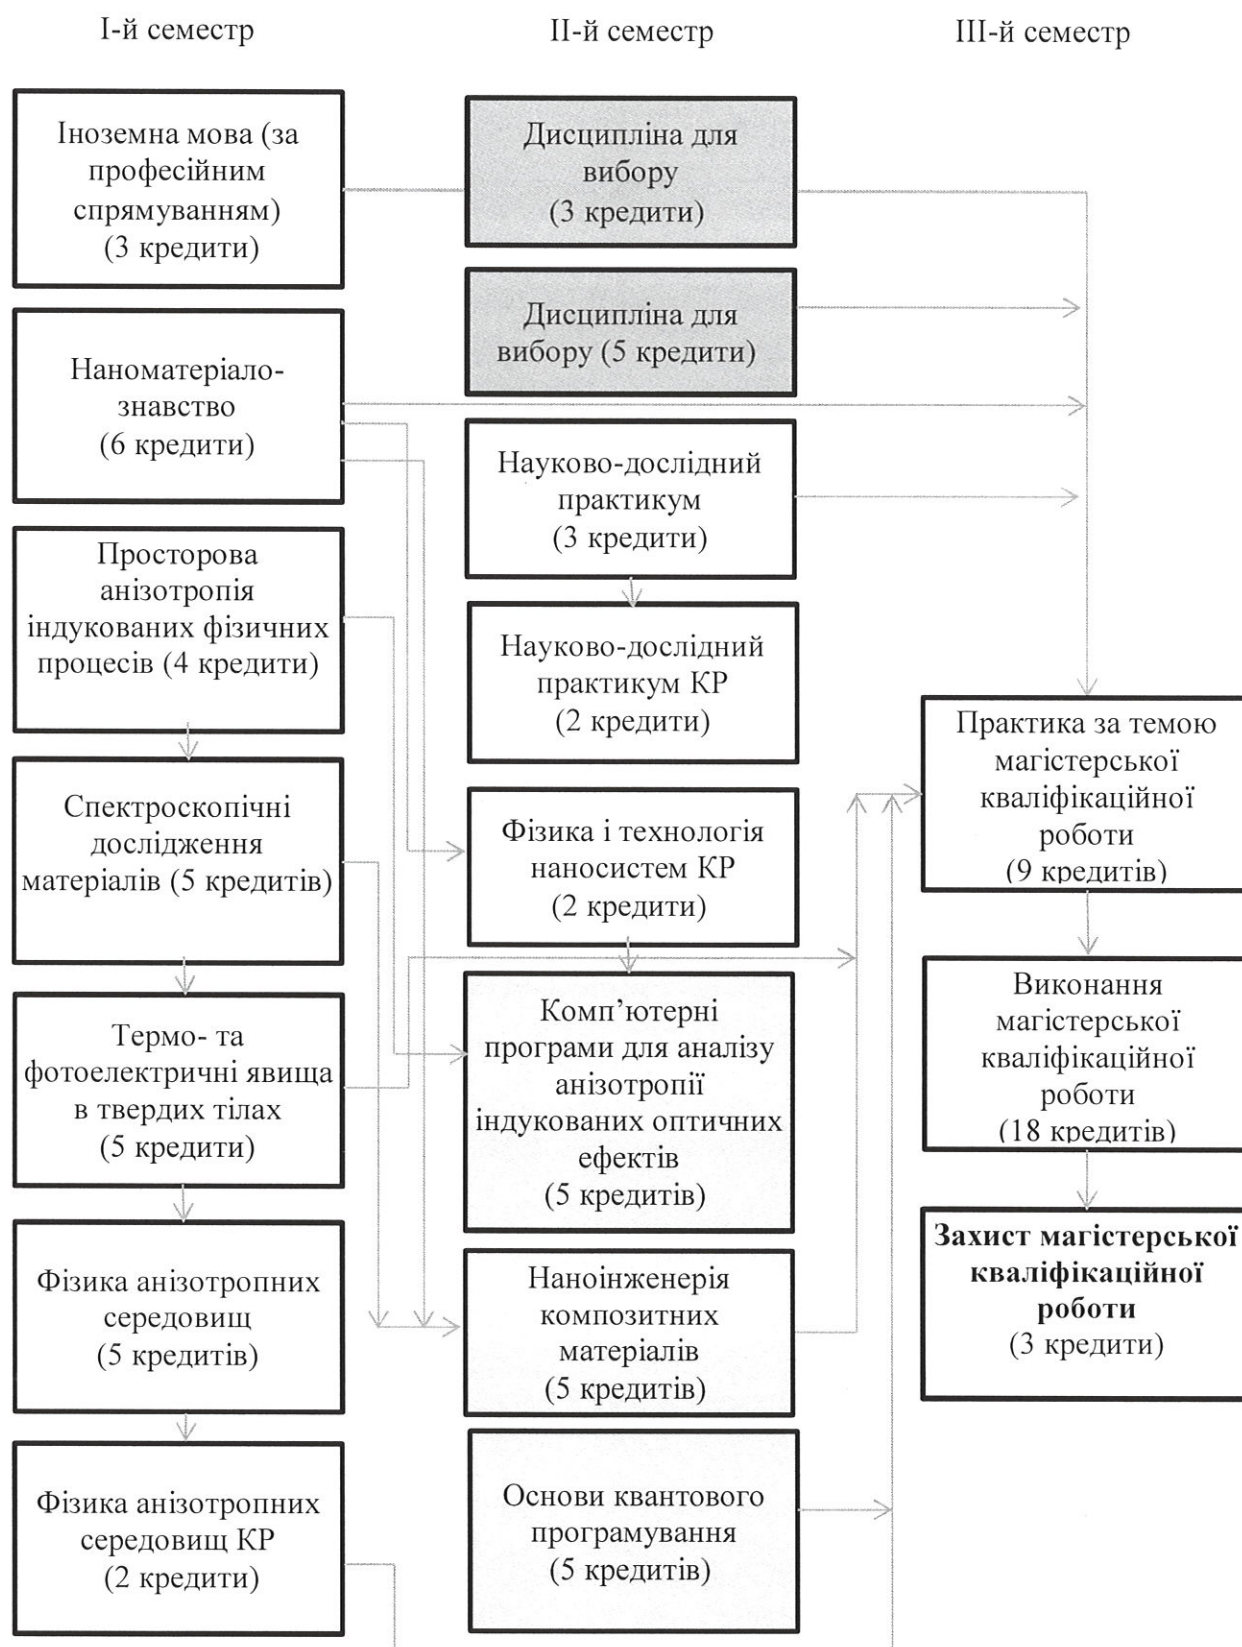 І-й семестр
ІІ-й семестр
ІІІ-й семестр
Іноземна мова (за
професійним
спрямуванням)
(3 кредити)
Наноматеріало-
знавство
(6 кредити)
Просторова
анізотропія
індукованих фізичних
процесів (4 кредити)
Спектроскопічні
дослідження
матеріалів (5 кредитів)
Термо- та
фотоелектричні явища
в твердих тілах
(5 кредити)
Фізика анізотропних
середовищ
(5 кредитів)
Фізика анізотропних
середовищ КР
(2 кредити)
Дисципліна для
вибору
(3 кредити)
Дисципліна для
вибору (5 кредити)
Науково-дослідний
практикум
(3 кредити)
Науково-дослідний
практикум КР
(2 кредити)
Фізика і технологія
наносистем КР
(2 кредити)
Комп’ютерні
програми для аналізу
анізотропії
індукованих оптичних
ефектів
(5 кредитів)
Наноінженерія
композитних
матеріалів
(5 кредитів)
Основи квантового
програмування
(5 кредитів)
Практика за темою
магістерської
кваліфікаційної
роботи
(9 кредитів)
Виконання
магістерської
кваліфікаційної
роботи
(18 кредитів)
Захист магістерської
кваліфікаційної
роботи
(3 кредити)